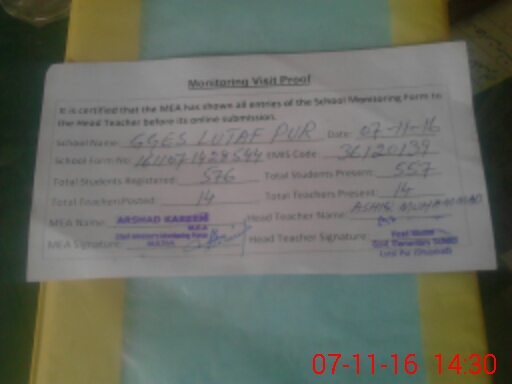 Monitoring Visit Proof
It is certified that the MEA has shown all entries of the School Monitoring Form to
the Head Teacher before its online submission.
School Name: GGES LUTAF PUR Date: 07-11-16
School Form No: EMIS Code: 36120139
Total Students Registered: 576 Total Students Present: 557
Total Teacher Posted: 14 Total Teachers Present: 14
MEA Name: ARSHAD KAREEM Head Teacher Name:
M.E.A
MEA Signature: Head Teacher Signature:
07-11-16 14:30